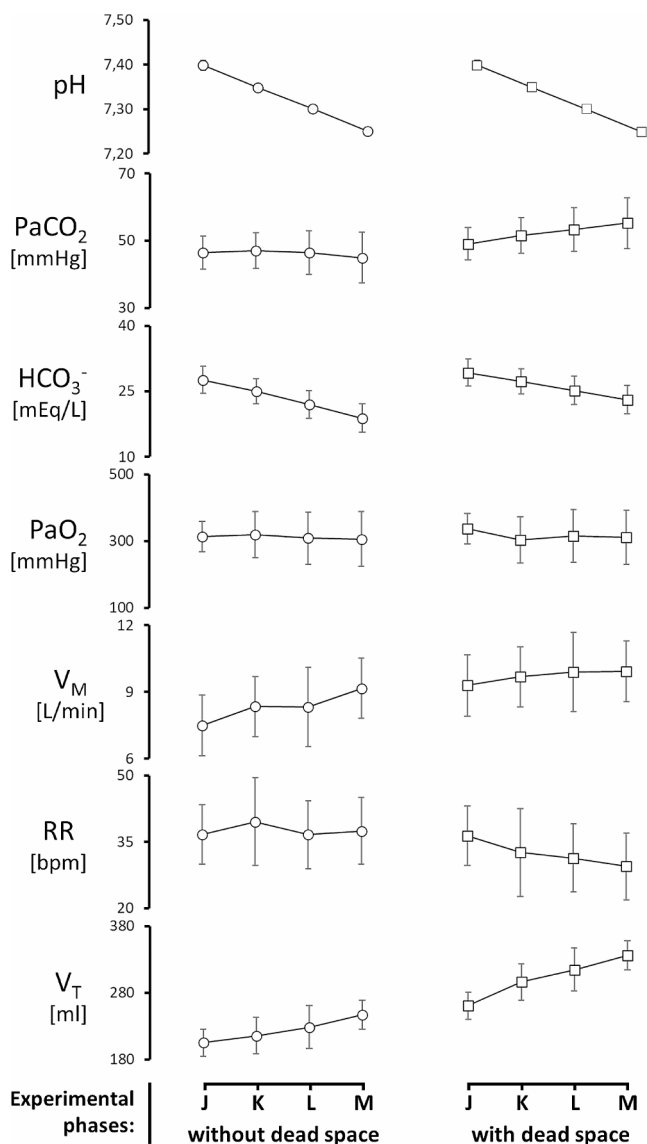 7,50
pH
7,40
7,30
7,20
70
PaCO₂
[mmHg]
50
30
40
HCO₃⁻
[mEq/L]
25
10
500
PaO₂
[mmHg]
300
100
12
V_M
[L/min]
9
6
50
RR
[bpm]
35
20
380
V_T
[ml]
280
180
Experimental phases:
J K L M J K L M
without dead space with dead space